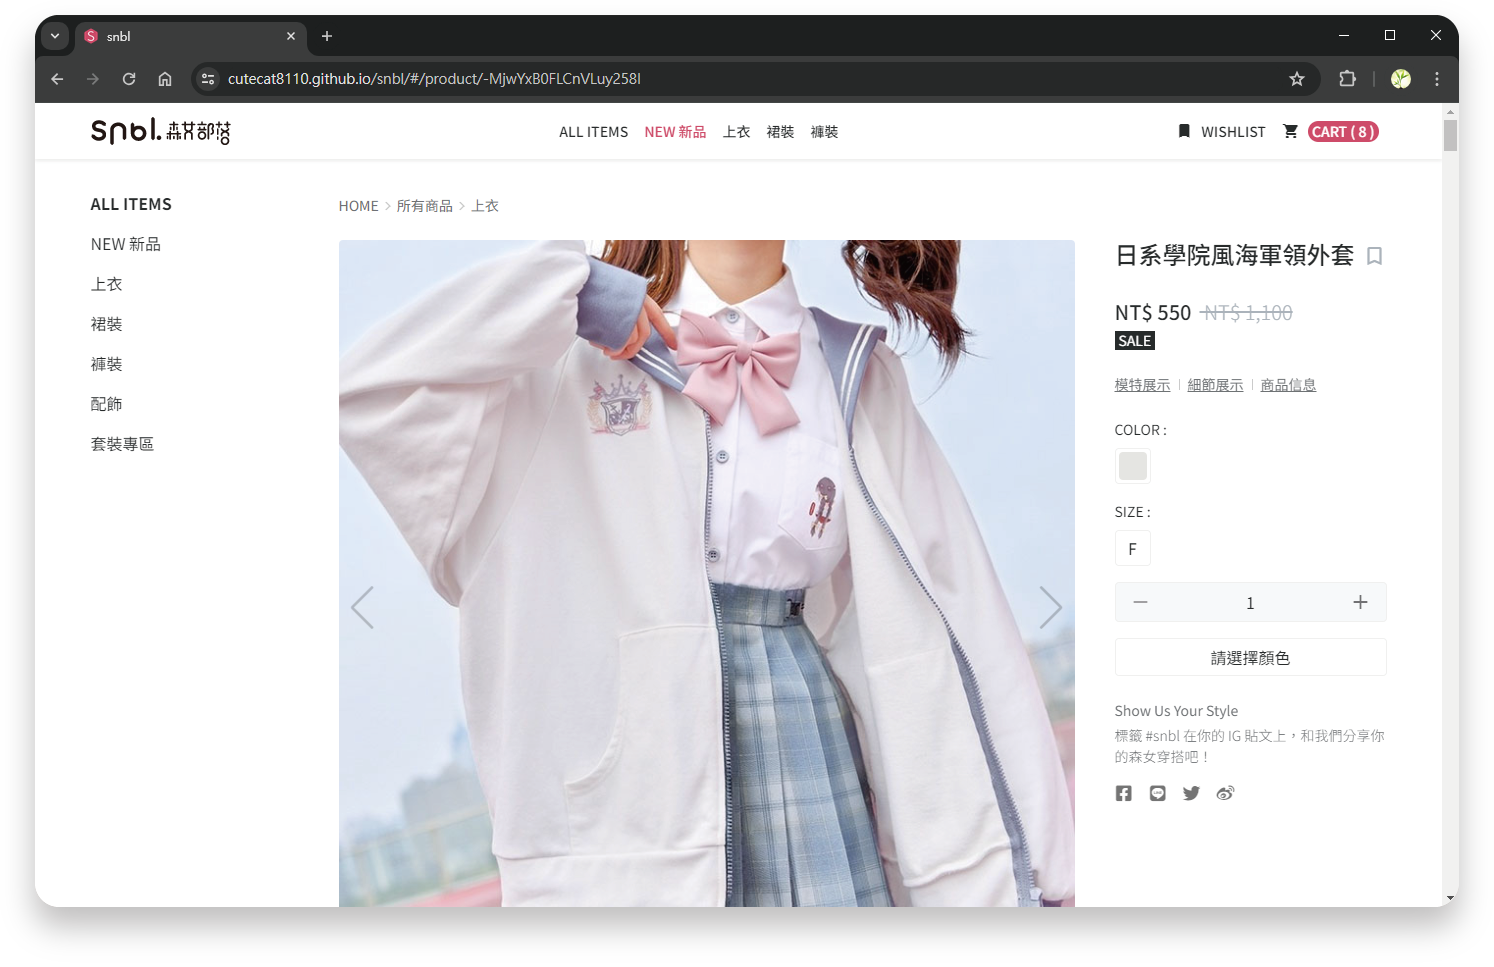 snbl
cutecat8110.github.io/snbl/#/product/-MjwYxB0FLCnVLuy258I
snbl. 森女部落
ALL ITEMS
NEW 新品
上衣
裙裝
褲裝
WISHLIST
CART ( 8 )
ALL ITEMS
NEW 新品
上衣
裙裝
褲裝
配飾
套裝專區
HOME > 所有商品 > 上衣
日系學院風海軍領外套
NT$ 550 NT$ 1,100
SALE
模特展示 | 細節展示 | 商品信息
COLOR :
SIZE :
F
1
請選擇顏色
Show Us Your Style
標籤 #snbl 在你的 IG 貼文上，和我們分享你
的森女穿搭吧！